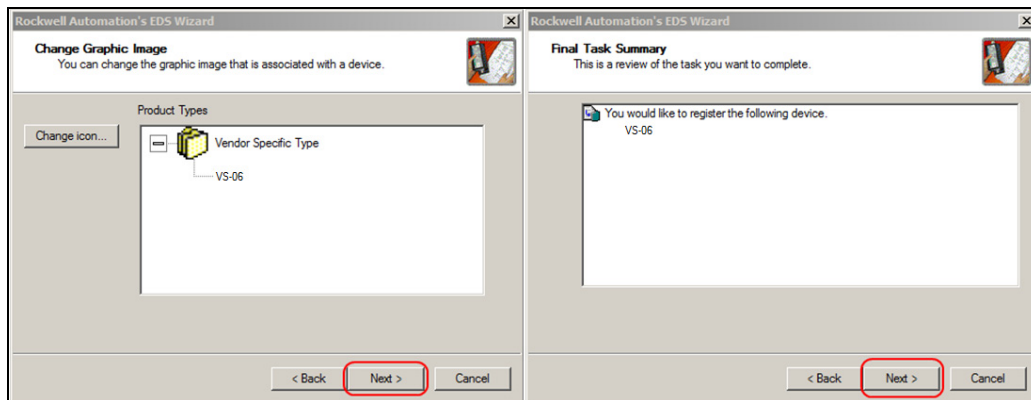 Rockwell Automation's EDS Wizard
Change Graphic Image
You can change the graphic image that is associated with a device.
Product Types
Change icon...
Vendor Specific Type
VS-06
< Back
Next >
Cancel
Rockwell Automation's EDS Wizard
Final Task Summary
This is a review of the task you want to complete.
You would like to register the following device.
VS-06
< Back
Next >
Cancel